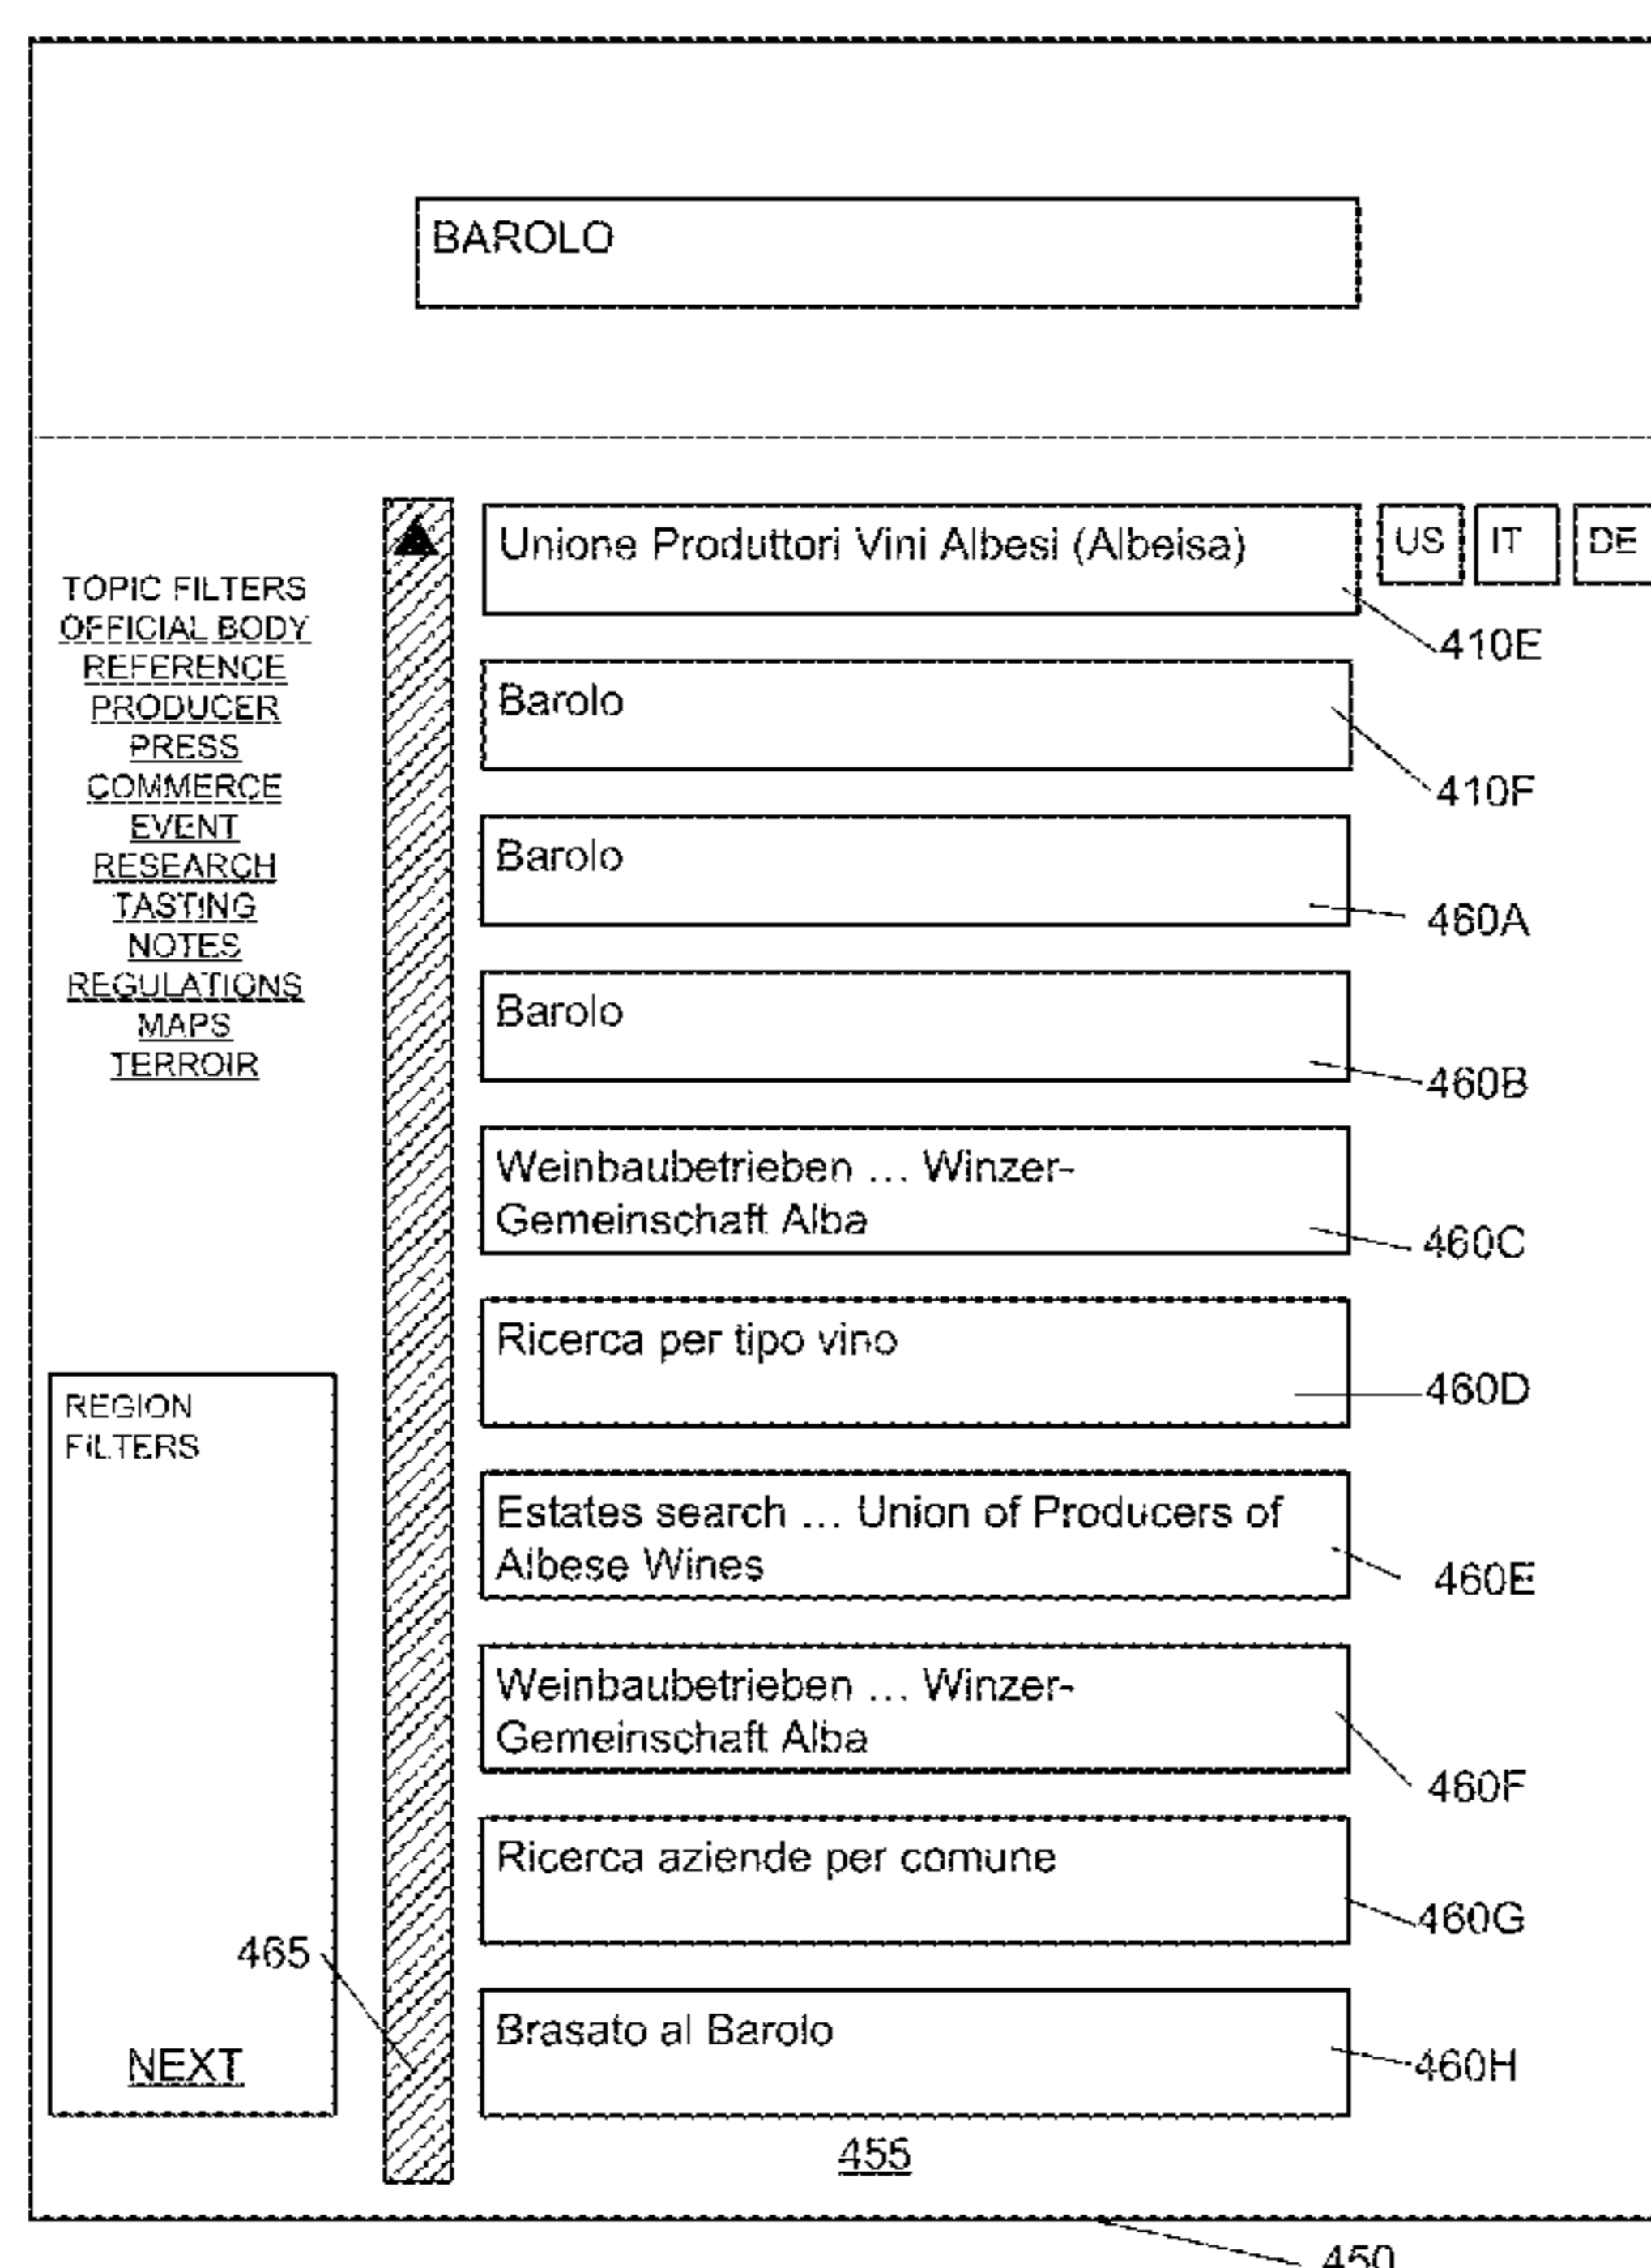 BAROLO
TOPIC FILTERS
OFFICIAL BODY
REFERENCE
PRODUCER
PRESS
COMMERCE
EVENT
RESEARCH
TASTING
NOTES
REGULATIONS
MAPS
TERROIR
REGION
FILTERS
465
NEXT
Unione Produttori Vini Albesi (Albeisa)
US
IT
DE
410E
Barolo
410F
Barolo
460A
Barolo
460B
Weinbaubetrieben ... Winzer-
Gemeinschaft Alba
460C
Ricerca per tipo vino
460D
Estates search ... Union of Producers of
Albese Wines
460E
Weinbaubetrieben ... Winzer-
Gemeinschaft Alba
460F
Ricerca aziende per comune
460G
Brasato al Barolo
460H
455
450